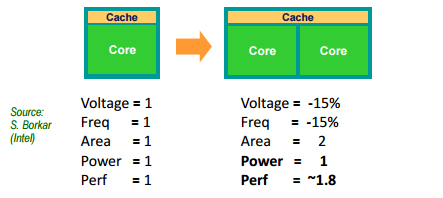 Cache
Core
Cache
Core Core
Source:
S. Borkar
(Intel)
Voltage = 1
Freq = 1
Area = 1
Power = 1
Perf = 1
Voltage = -15%
Freq = -15%
Area = 2
Power = 1
Perf = ~1.8